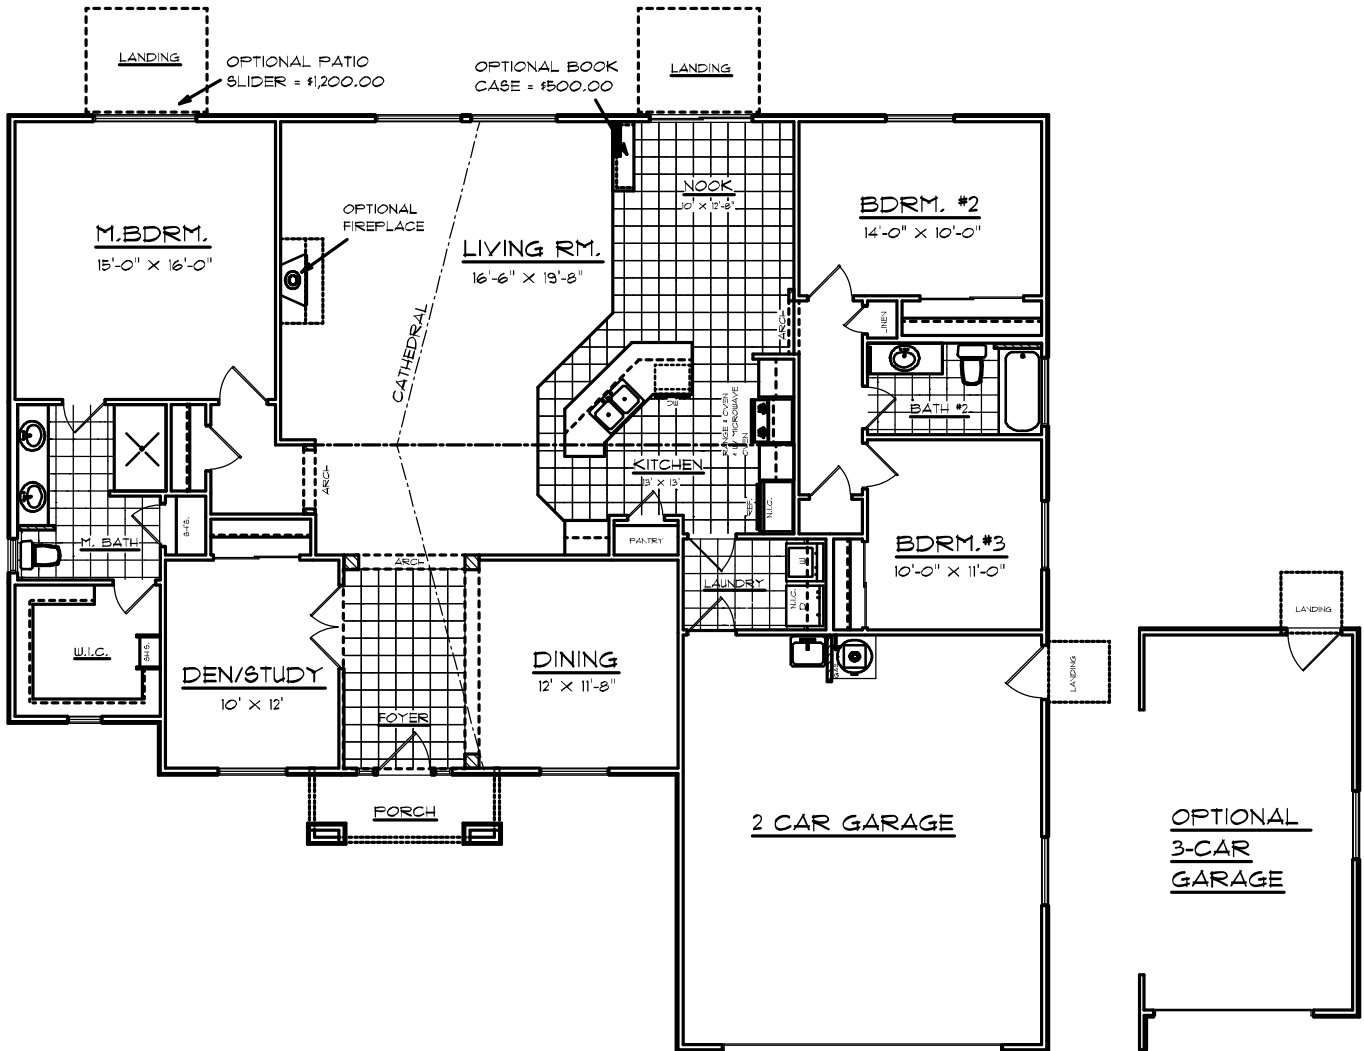 LANDING
OPTIONAL PATIO
SLIDER = $1,200.00
OPTIONAL BOOK
CASE = $500.00
LANDING
M.BDRM.
15'-0" X 16'-0"
OPTIONAL
FIREPLACE
LIVING RM.
16'-6" X 19'-8"
CATHEDRAL
NOOK
10' X 12'-8"
BDRM. #2
14'-0" X 10'-0"
ARCH
LINEN
BATH #2
DW
RANGE & OVEN
W/ MICROWAVE
OVEN
KITCHEN
13' X 13'
REF.
N.I.C.
ARCH
PANTRY
SH'S.
M. BATH
ARCH
BDRM.#3
10'-0" X 11'-0"
LAUNDRY
W
N.I.C.
D
W.I.C.
SH'S.
DEN/STUDY
10' X 12'
FOYER
DINING
12' X 11'-8"
GAS
LANDING
LANDING
PORCH
2 CAR GARAGE
OPTIONAL
3-CAR
GARAGE